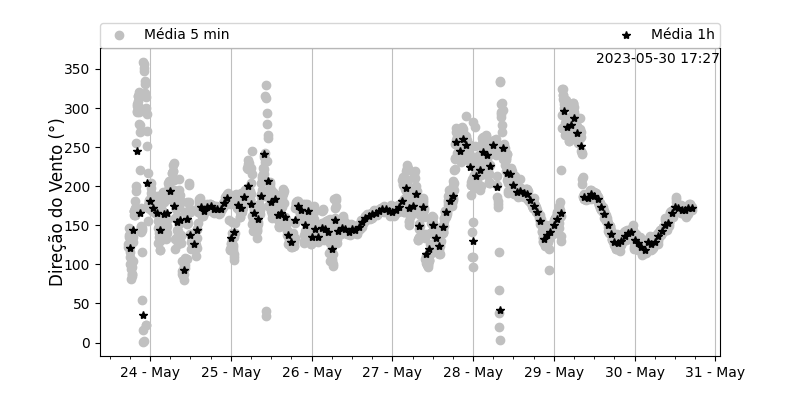 Média 5 min
Média 1h
2023-05-30 17:27
Direção do Vento (°)
350
300
250
200
150
100
50
0
24 - May
25 - May
26 - May
27 - May
28 - May
29 - May
30 - May
31 - May